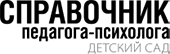 СПРАВОЧНИК
педагога-психолога
ДЕТСКИЙ САД